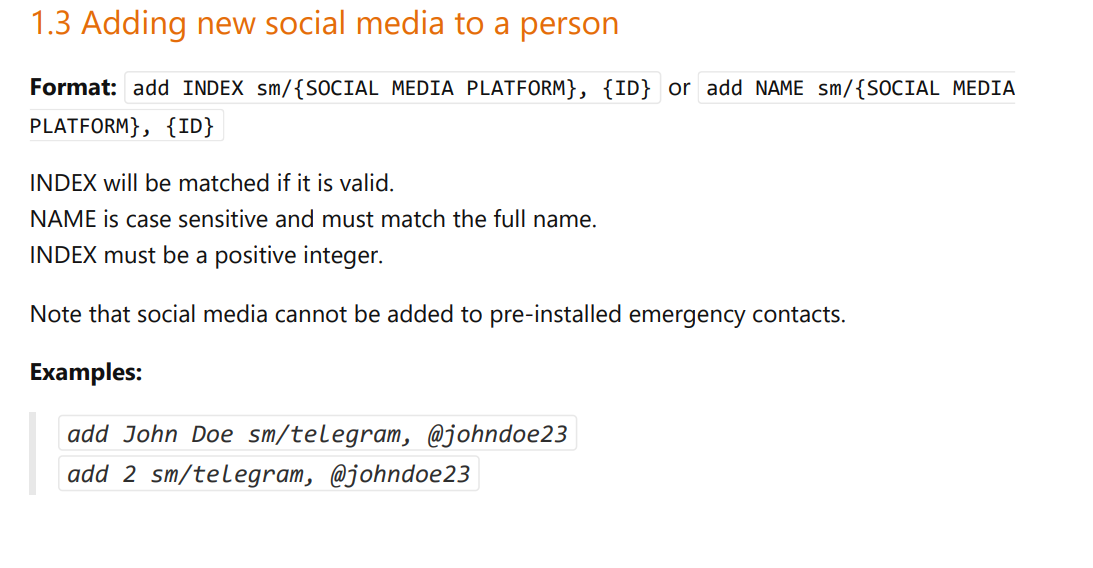 1.3 Adding new social media to a person
Format: add INDEX sm/{SOCIAL MEDIA PLATFORM}, {ID} or add NAME sm/{SOCIAL MEDIA
PLATFORM}, {ID}
INDEX will be matched if it is valid.
NAME is case sensitive and must match the full name.
INDEX must be a positive integer.
Note that social media cannot be added to pre-installed emergency contacts.
Examples:
add John Doe sm/telegram, @johndoe23
add 2 sm/telegram, @johndoe23